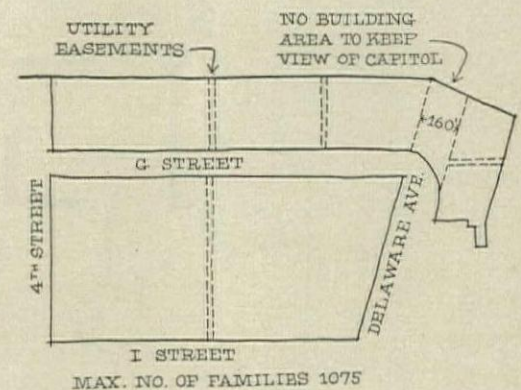 UTILITY
EASEMENTS
NO BUILDING
AREA TO KEEP
VIEW OF CAPITOL
160'
G STREET
4TH STREET
DELAWARE AVE.
I STREET
MAX. NO. OF FAMILIES 1075